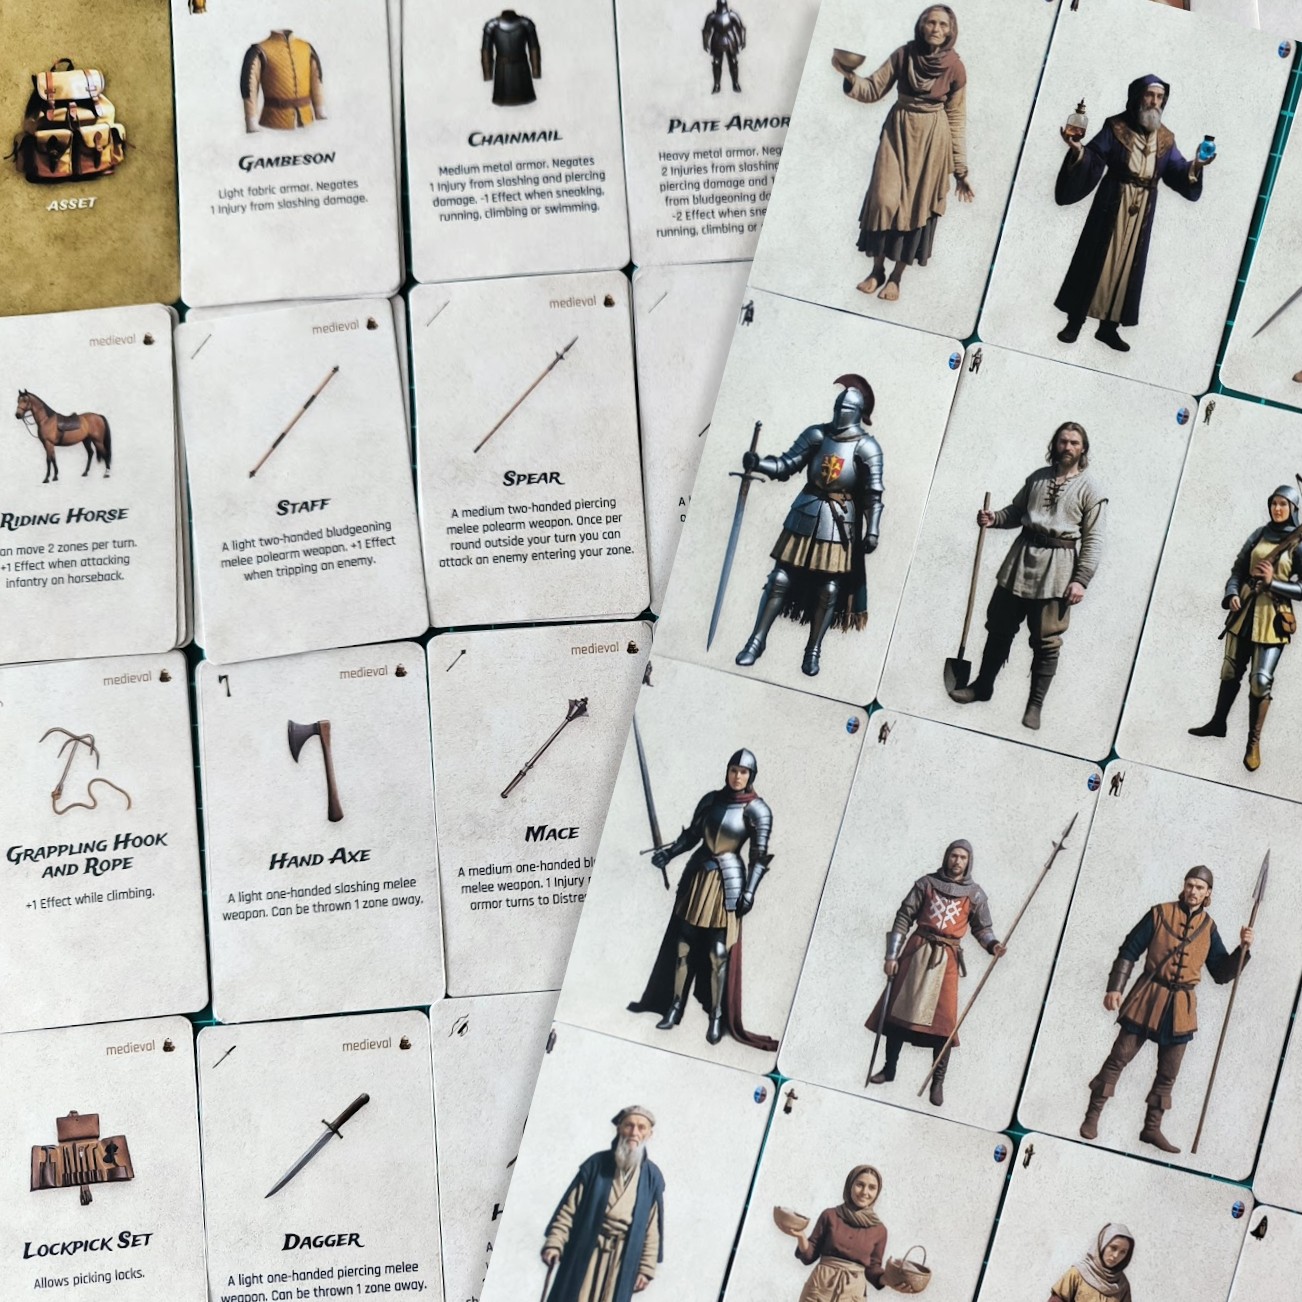 ASSET
GAMBESON
Light fabric armor. Negates
1 Injury from slashing damage.
CHAINMAIL
Medium metal armor. Negates
1 Injury from slashing and piercing
damage. -1 Effect when sneaking,
running, climbing or swimming.
PLATE ARMOR
Heavy metal armor. Neg
2 Injuries from slashing
piercing damage and
from bludgeoning da
-2 Effect when sne
running, climbing or
medieval
RIDING HORSE
an move 2 zones per turn.
+1 Effect when attacking
infantry on horseback.
medieval
STAFF
A light two-handed bludgeoning
melee polearm weapon. +1 Effect
when tripping an enemy.
medieval
SPEAR
A medium two-handed piercing
melee polearm weapon. Once per
round outside your turn you can
attack an enemy entering your zone.
medieval
GRAPPLING HOOK
AND ROPE
+1 Effect while climbing.
medieval
HAND AXE
A light one-handed slashing melee
weapon. Can be thrown 1 zone away.
medieval
MACE
A medium one-handed bl
melee weapon. 1 Injury
armor turns to Distre
medieval
LOCKPICK SET
Allows picking locks.
medieval
DAGGER
A light one-handed piercing melee
weapon. Can be thrown 1 zone away.